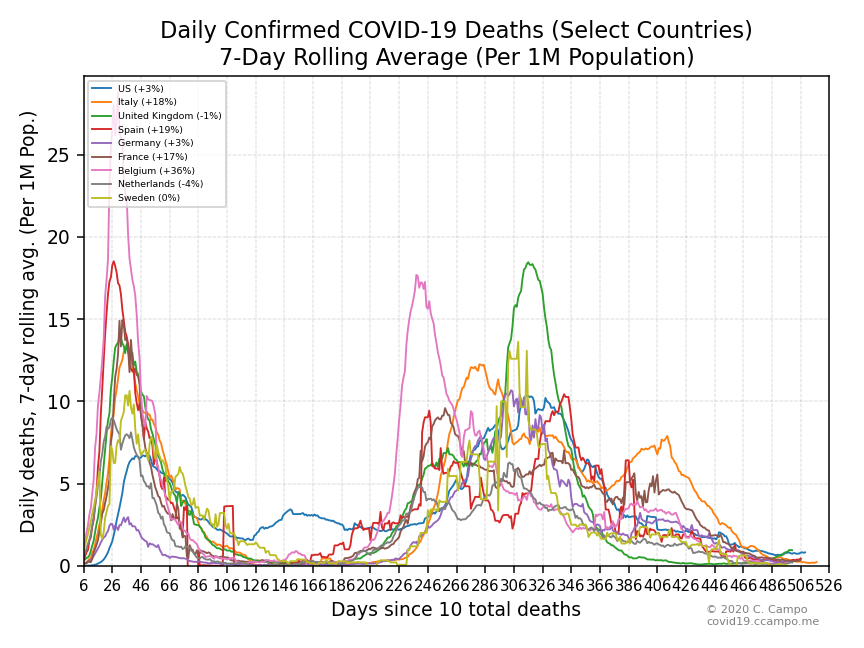 Daily Confirmed COVID-19 Deaths (Select Countries)
7-Day Rolling Average (Per 1M Population)
US (+3%)
Italy (+18%)
United Kingdom (-1%)
Spain (+19%)
Germany (+3%)
France (+17%)
Belgium (+36%)
Netherlands (-4%)
Sweden (0%)
Daily deaths, 7-day rolling avg. (Per 1M Pop.)
25
20
15
10
5
0
6 26 46 66 86 106 126 146 166 186 206 226 246 266 286 306 326 346 366 386 406 426 446 466 486 506 526
Days since 10 total deaths
© 2020 C. Campo
covid19.ccampo.me